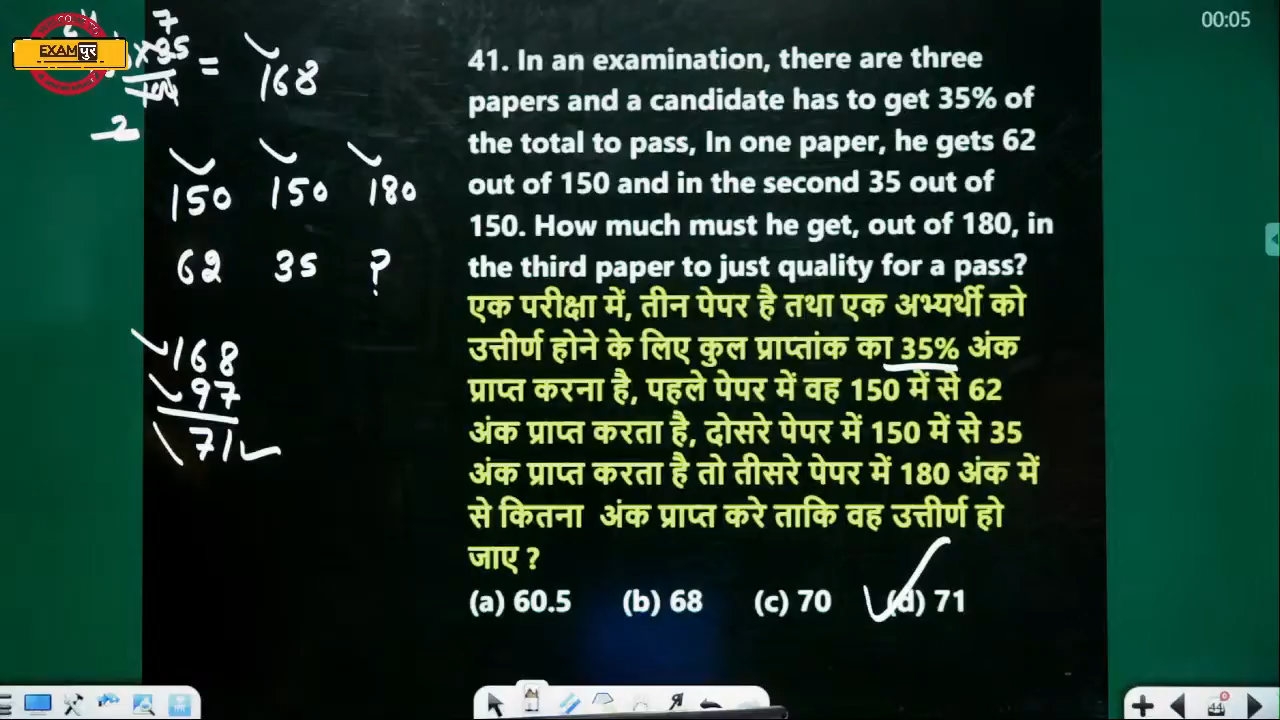 00:05
EXAM पुर
7
= 168
2
150 150 180
62 35 ?
168
97
71
41. In an examination, there are three
papers and a candidate has to get 35% of
the total to pass, In one paper, he gets 62
out of 150 and in the second 35 out of
150. How much must he get, out of 180, in
the third paper to just quality for a pass?
एक परीक्षा में, तीन पेपर है तथा एक अभ्यर्थी को
उत्तीर्ण होने के लिए कुल प्राप्तांक का 35% अंक
प्राप्त करना है, पहले पेपर में वह 150 में से 62
अंक प्राप्त करता है, दोसरे पेपर में 150 में से 35
अंक प्राप्त करता है तो तीसरे पेपर में 180 अंक में
से कितना अंक प्राप्त करे ताकि वह उत्तीर्ण हो
जाए ?
(a) 60.5 (b) 68 (c) 70 (d) 71
44